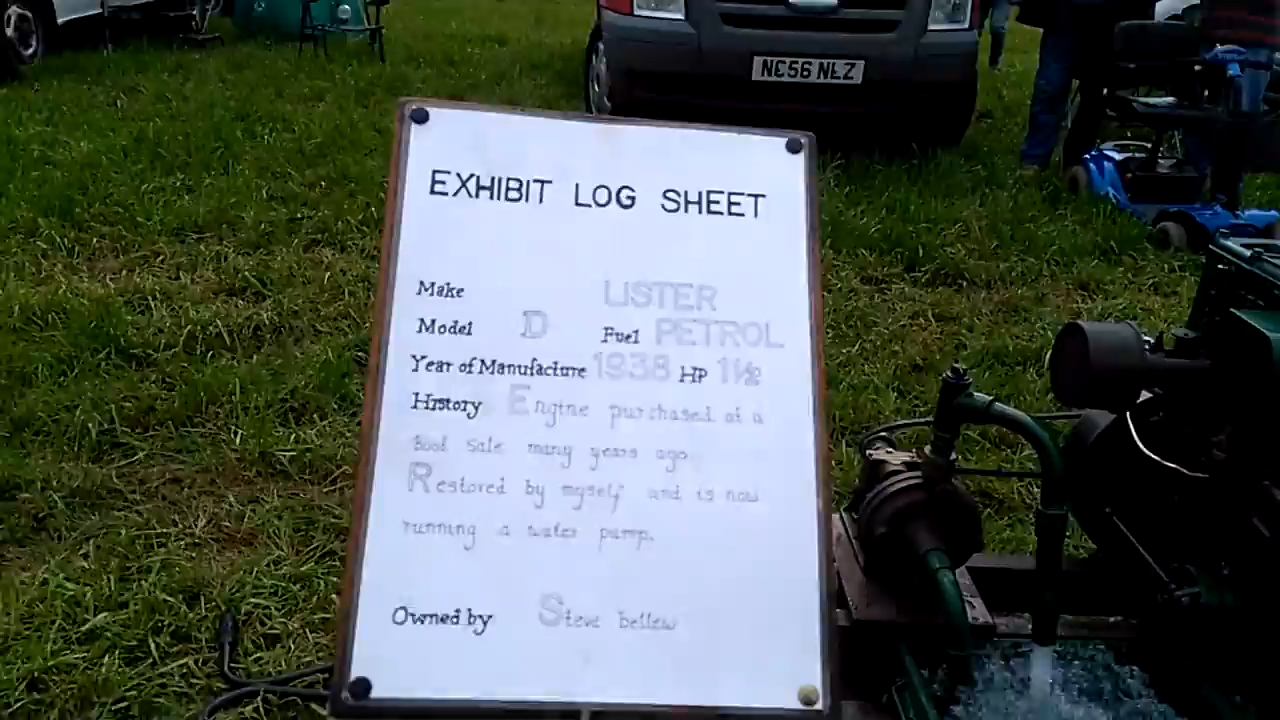 NC56 NLZ
EXHIBIT LOG SHEET
Make LISTER
Model D Fuel PETROL
Year of Manufacture 1938 HP 1½
History Engine purchased at a
Boot Sale many years ago.
Restored by myself and is now
running a water pump.
Owned by Steve bellew